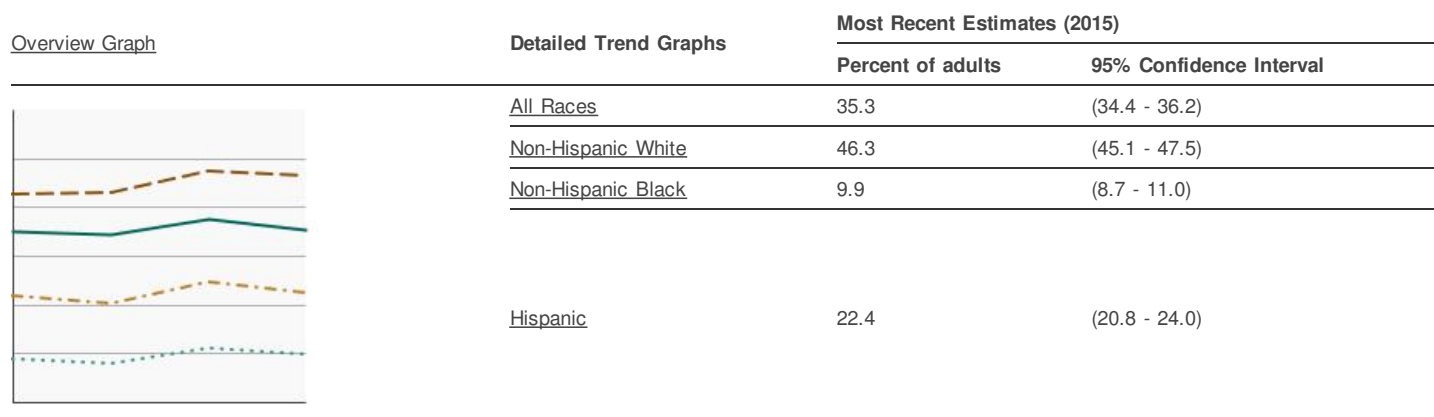 Overview Graph
Detailed Trend Graphs
Most Recent Estimates (2015)
Percent of adults 95% Confidence Interval
All Races 35.3 (34.4 - 36.2)
Non-Hispanic White 46.3 (45.1 - 47.5)
Non-Hispanic Black 9.9 (8.7 - 11.0)
Hispanic 22.4 (20.8 - 24.0)